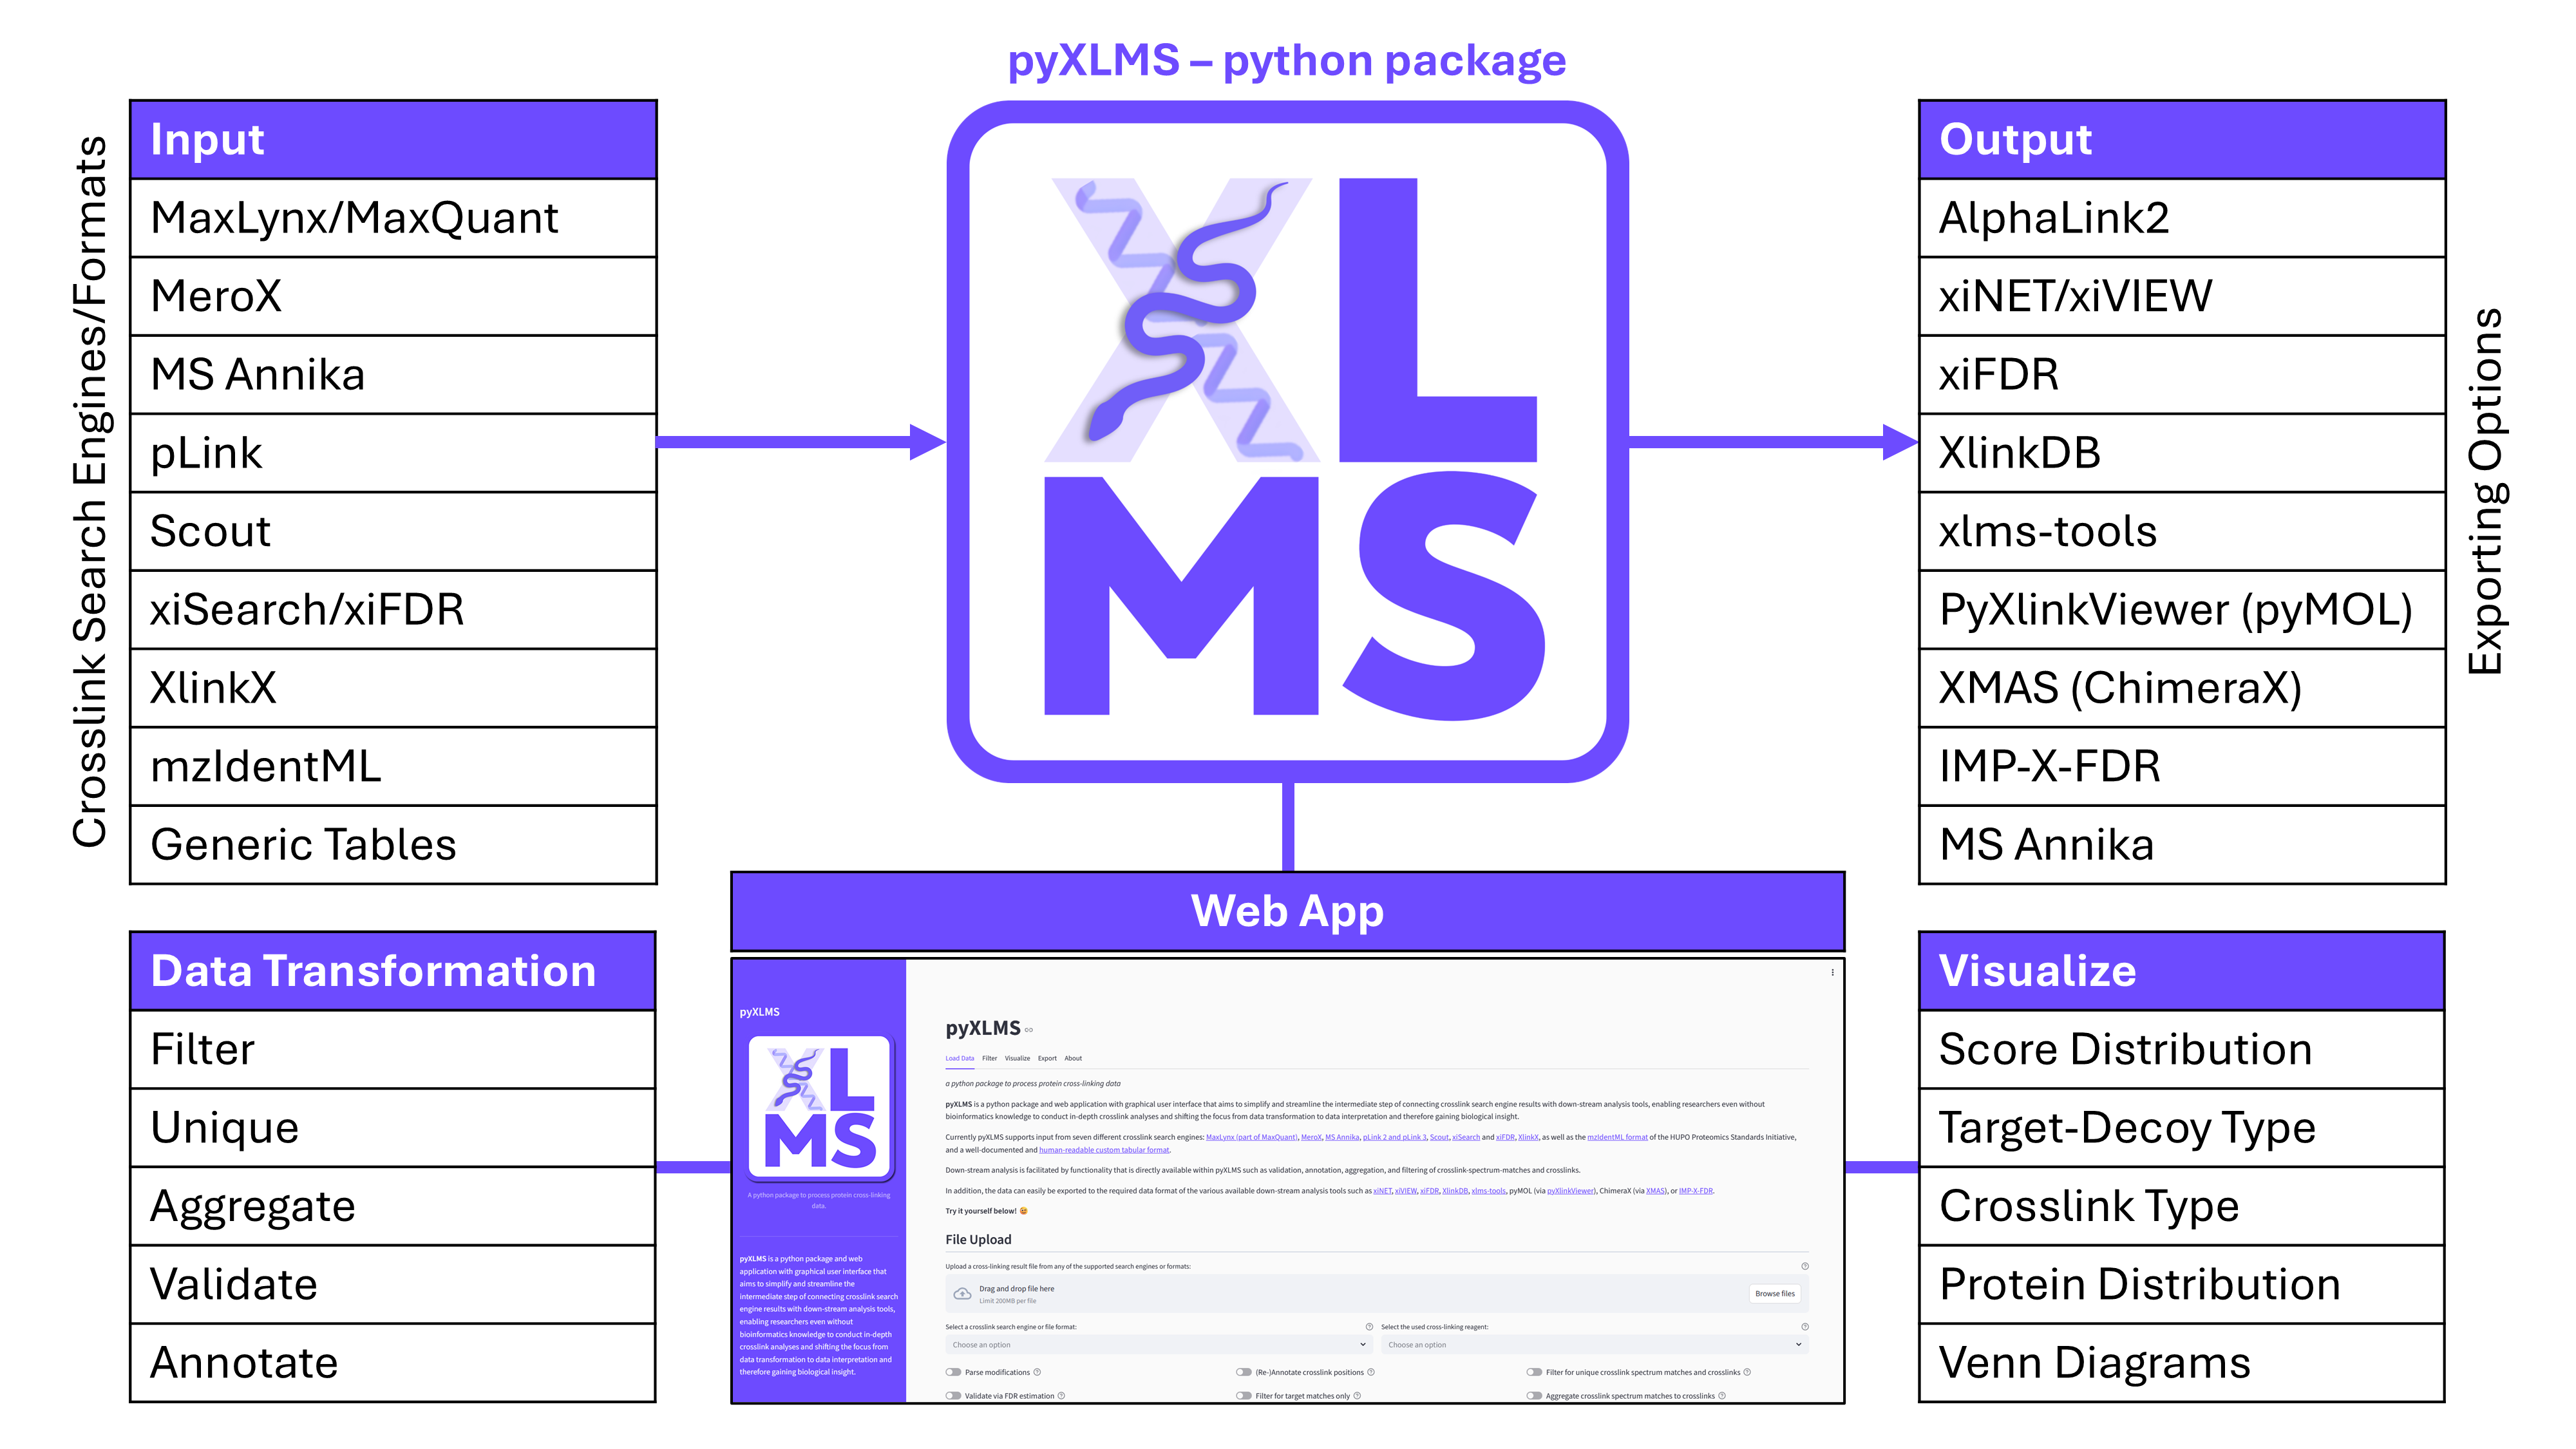 pyXLMS – python package
Crosslink Search Engines/Formats
Input
MaxLynx/MaxQuant
MeroX
MS Annika
pLink
Scout
xiSearch/xiFDR
XlinkX
mzIdentML
Generic Tables
XL
MS
Output
AlphaLink2
xiNET/xiVIEW
xiFDR
XlinkDB
xlms-tools
PyXlinkViewer (pyMOL)
XMAS (ChimeraX)
IMP-X-FDR
MS Annika
Exporting Options
Data Transformation
Filter
Unique
Aggregate
Validate
Annotate
Web App
pyXLMS
XL
MS
A python package to process protein cross-linking
data.
pyXLMS is a python package and web
application with graphical user interface that
aims to simplify and streamline the
intermediate step of connecting crosslink search
engine results with down-stream analysis tools,
enabling researchers even without
bioinformatics knowledge to conduct in-depth
crosslink analyses and shifting the focus from
data transformation to data interpretation and
therefore gaining biological insight.
pyXLMS
Load Data Filter Visualize Export About
a python package to process protein cross-linking data
pyXLMS is a python package and web application with graphical user interface that aims to simplify and streamline the intermediate step of connecting crosslink search engine results with down-stream analysis tools, enabling researchers even without
bioinformatics knowledge to conduct in-depth crosslink analyses and shifting the focus from data transformation to data interpretation and therefore gaining biological insight.
Currently pyXLMS supports input from seven different crosslink search engines: MaxLynx (part of MaxQuant), MeroX, MS Annika, pLink 2 and pLink 3, Scout, xiSearch and xiFDR, XlinkX, as well as the mzIdentML format of the HUPO Proteomics Standards Initiative,
and a well-documented and human-readable custom tabular format.
Down-stream analysis is facilitated by functionality that is directly available within pyXLMS such as validation, annotation, aggregation, and filtering of crosslink-spectrum-matches and crosslinks.
In addition, the data can easily be exported to the required data format of the various available down-stream analysis tools such as xiNET, xiVIEW, xiFDR, XlinkDB, xlms-tools, pyMOL (via pyXlinkViewer), ChimeraX (via XMAS), or IMP-X-FDR.
Try it yourself below!
File Upload
Upload a cross-linking result file from any of the supported search engines or formats:
Drag and drop file here
Limit 200MB per file
Browse files
Select a crosslink search engine or file format: Select the used cross-linking reagent:
Choose an option Choose an option
Parse modifications (Re-)Annotate crosslink positions Filter for unique crosslink spectrum matches and crosslinks
Validate via FDR estimation Filter for target matches only Aggregate crosslink spectrum matches to crosslinks
Visualize
Score Distribution
Target-Decoy Type
Crosslink Type
Protein Distribution
Venn Diagrams